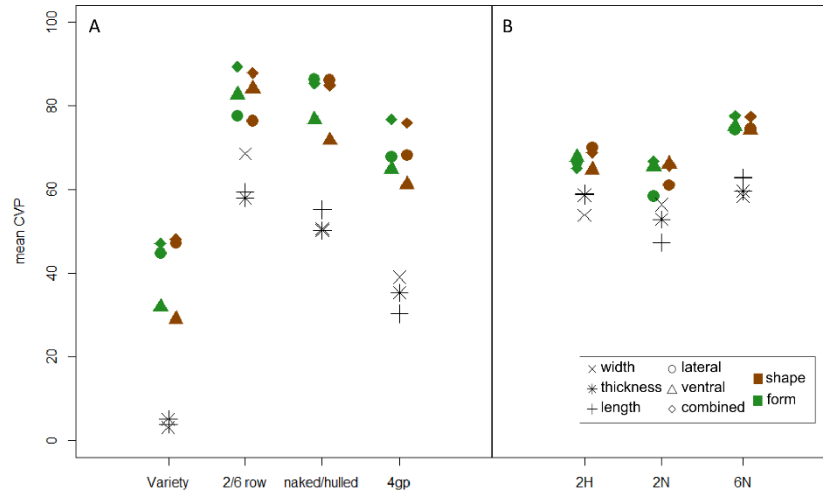 A
B
100
80
60
40
20
0
mean CVP
width
lateral
shape
thickness
ventral
form
length
combined
Variety
2/6 row
naked/hulled
4gp
2H
2N
6N